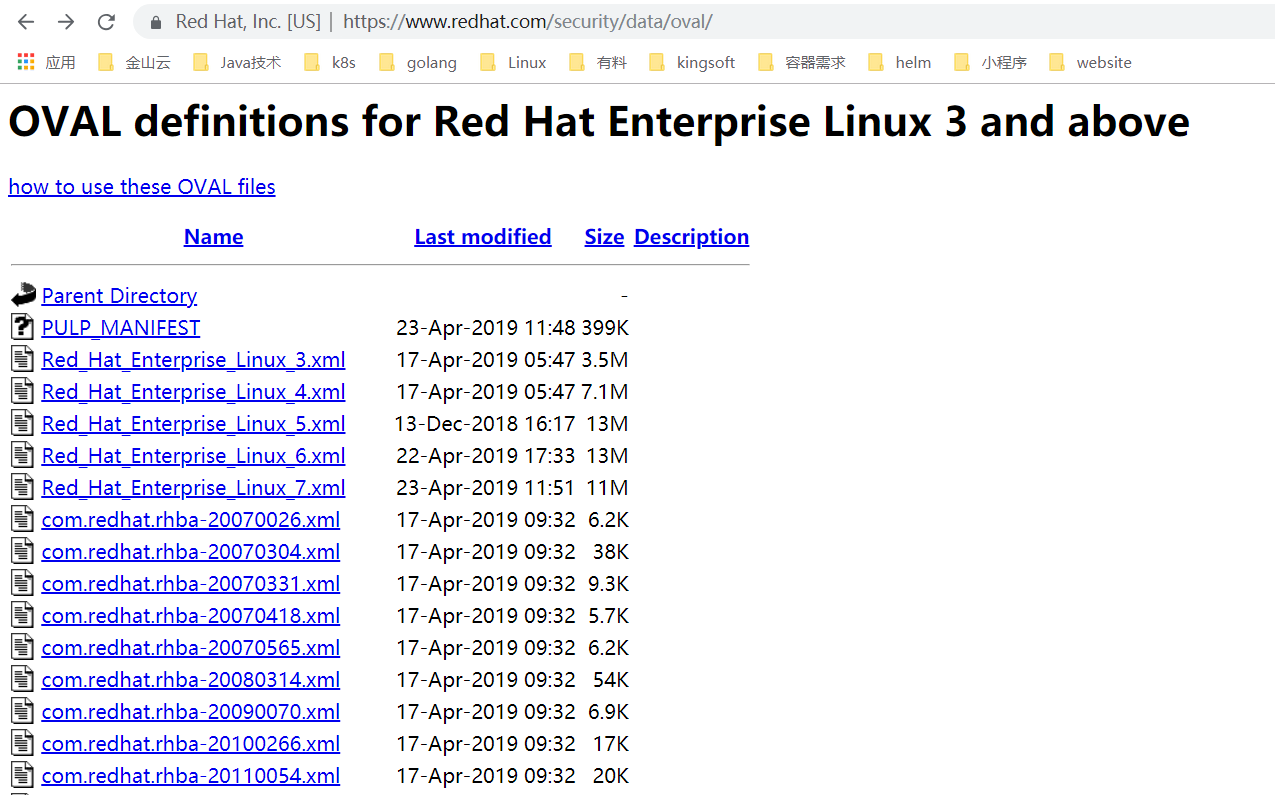 Red Hat, Inc. [US] | https://www.redhat.com/security/data/oval/
应用 金山云 Java技术 k8s golang Linux 有料 kingsoft 容器需求 helm 小程序 website
OVAL definitions for Red Hat Enterprise Linux 3 and above
how to use these OVAL files
Name Last modified Size Description
Parent Directory -
PULP_MANIFEST 23-Apr-2019 11:48 399K
Red_Hat_Enterprise_Linux_3.xml 17-Apr-2019 05:47 3.5M
Red_Hat_Enterprise_Linux_4.xml 17-Apr-2019 05:47 7.1M
Red_Hat_Enterprise_Linux_5.xml 13-Dec-2018 16:17 13M
Red_Hat_Enterprise_Linux_6.xml 22-Apr-2019 17:33 13M
Red_Hat_Enterprise_Linux_7.xml 23-Apr-2019 11:51 11M
com.redhat.rhba-20070026.xml 17-Apr-2019 09:32 6.2K
com.redhat.rhba-20070304.xml 17-Apr-2019 09:32 38K
com.redhat.rhba-20070331.xml 17-Apr-2019 09:32 9.3K
com.redhat.rhba-20070418.xml 17-Apr-2019 09:32 5.7K
com.redhat.rhba-20070565.xml 17-Apr-2019 09:32 6.2K
com.redhat.rhba-20080314.xml 17-Apr-2019 09:32 54K
com.redhat.rhba-20090070.xml 17-Apr-2019 09:32 6.9K
com.redhat.rhba-20100266.xml 17-Apr-2019 09:32 17K
com.redhat.rhba-20110054.xml 17-Apr-2019 09:32 20K